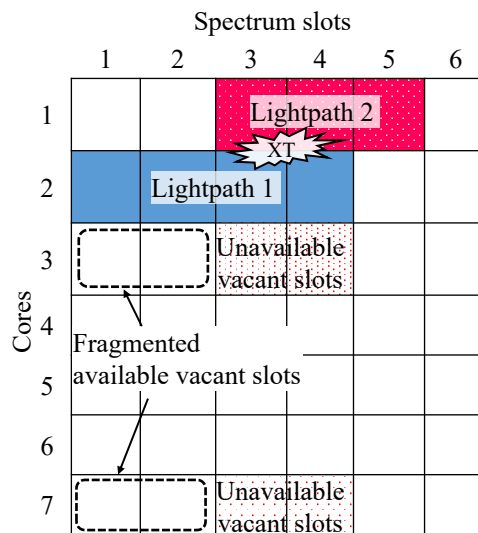 Spectrum slots
1 2 3 4 5 6
1
Lightpath 2
XT
2
Lightpath 1
3
Unavailable
vacant slots
Cores
4
Fragmented
available vacant slots
5
6
7
Unavailable
vacant slots